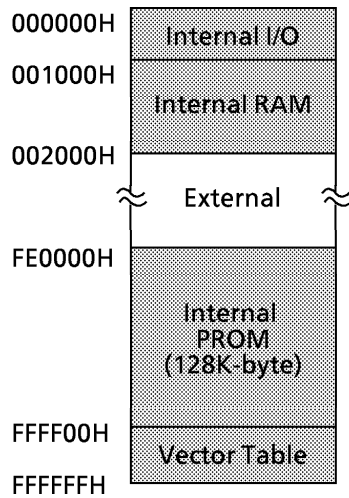 000000H
Internal I/O
001000H
Internal RAM
002000H
External
FE0000H
Internal
PROM
(128K-byte)
FFFF00H
Vector Table
FFFFFFH